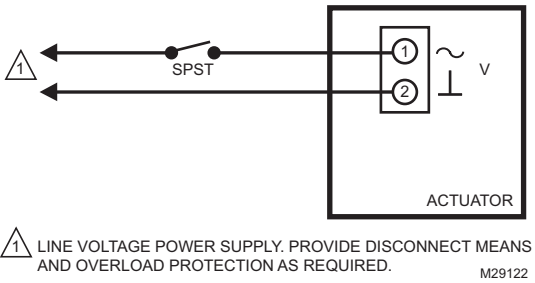 1
SPST
1 ~
2 ⊥
V
ACTUATOR
1 LINE VOLTAGE POWER SUPPLY. PROVIDE DISCONNECT MEANS
AND OVERLOAD PROTECTION AS REQUIRED.
M29122